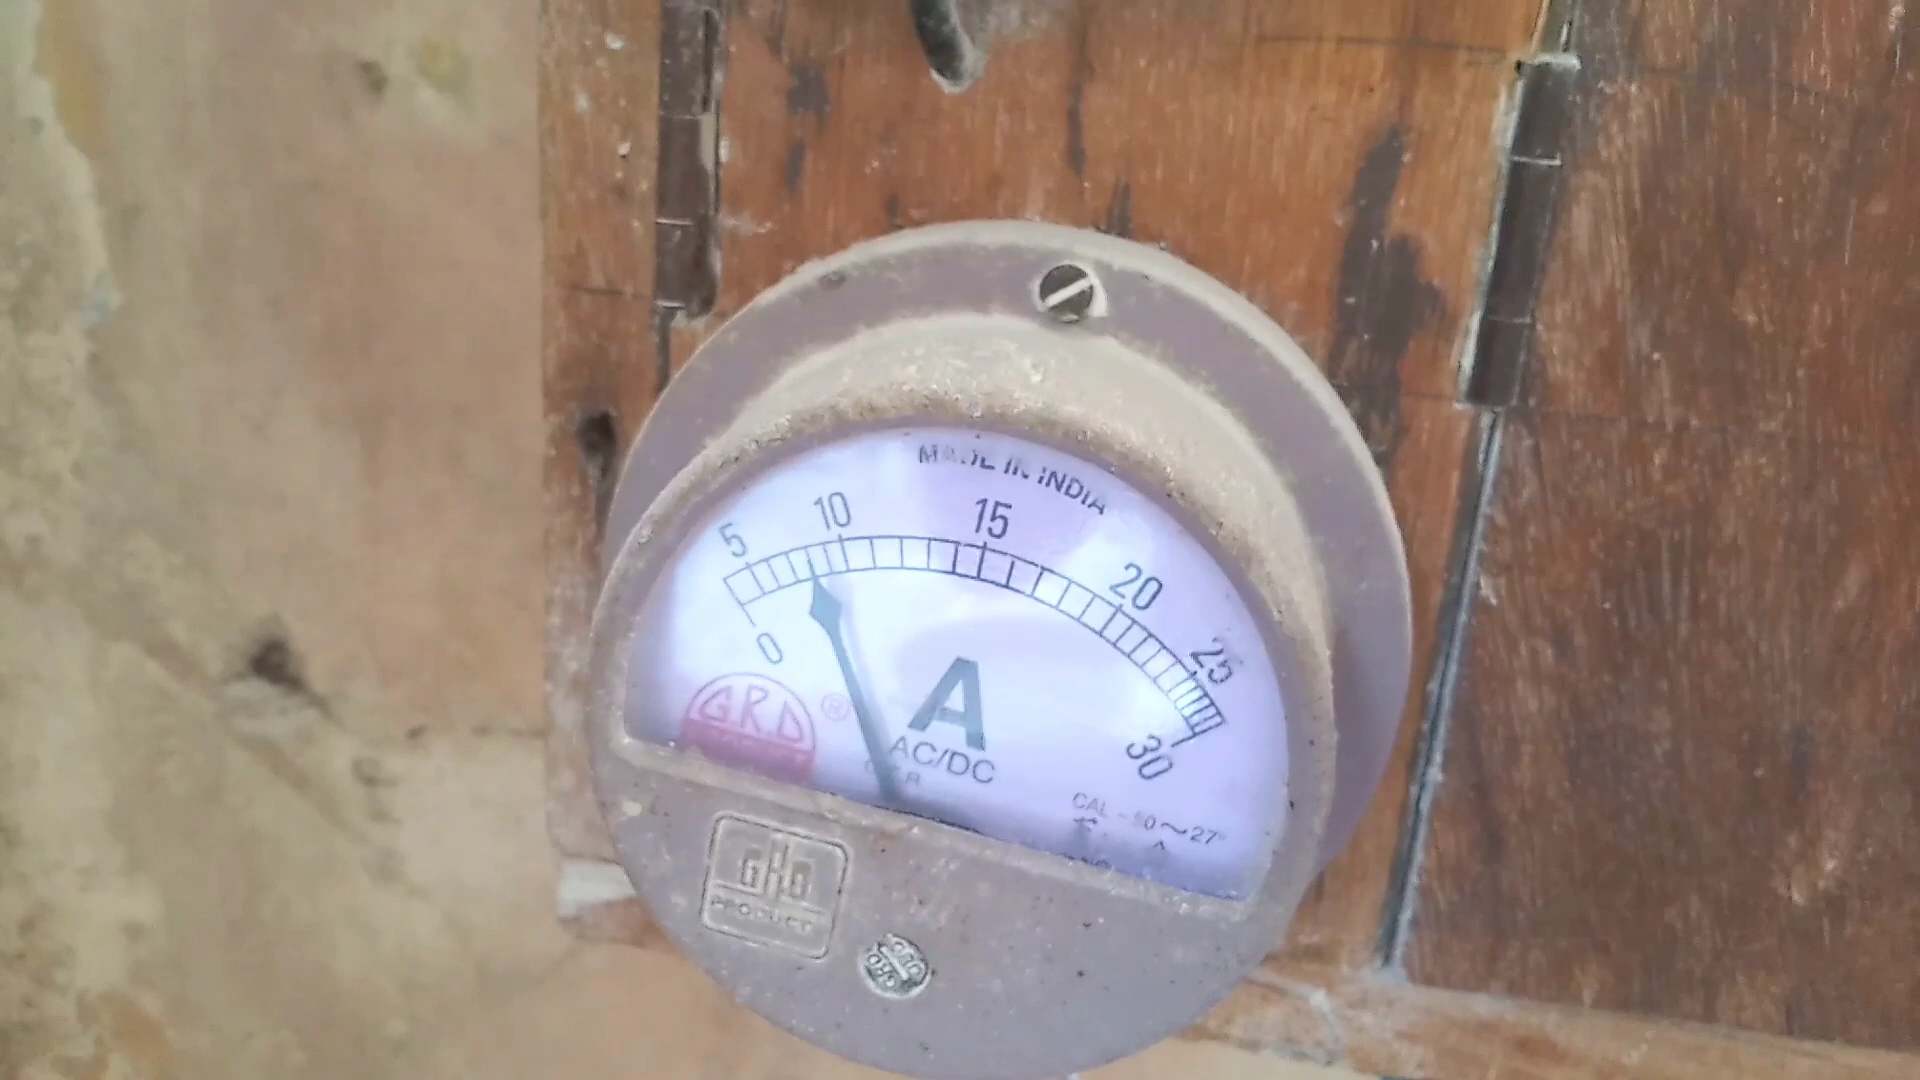 MADE IN INDIA
5 10 15 20 25
0 30
G.R.D ®
A
AC/DC
CAL - 50 ~ 27°
PRODUCT
GRD